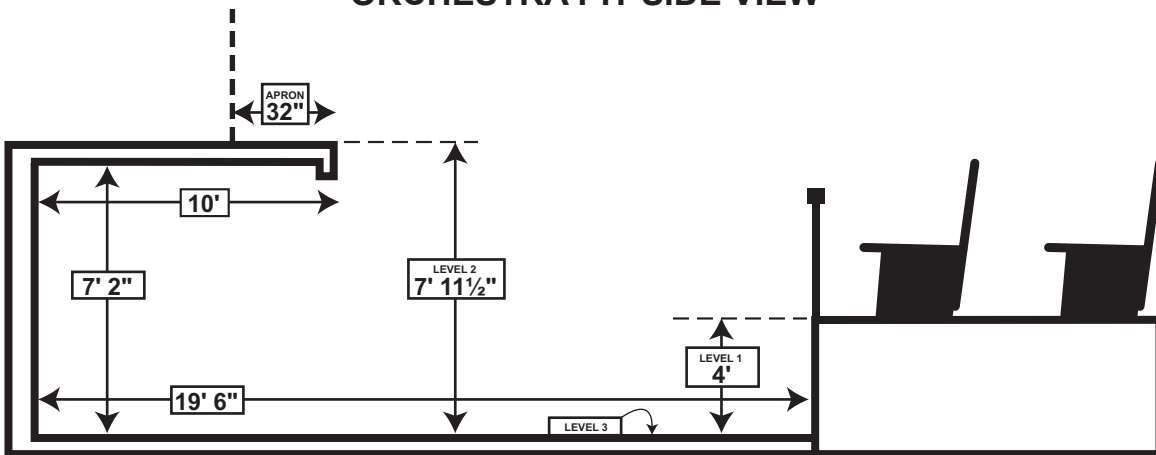 ORCHESTRA PIT SIDE VIEW
APRON
32"
10'
7' 2"
LEVEL 2
7' 11½"
LEVEL 1
4'
19' 6"
LEVEL 3